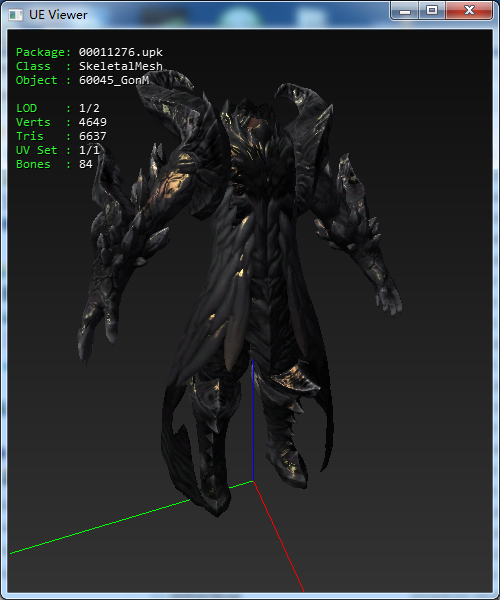 UE Viewer
Package: 00011276.upk
Class : SkeletalMesh
Object : 60045_GonM
LOD : 1/2
Verts : 4649
Tris : 6637
UV Set : 1/1
Bones : 84